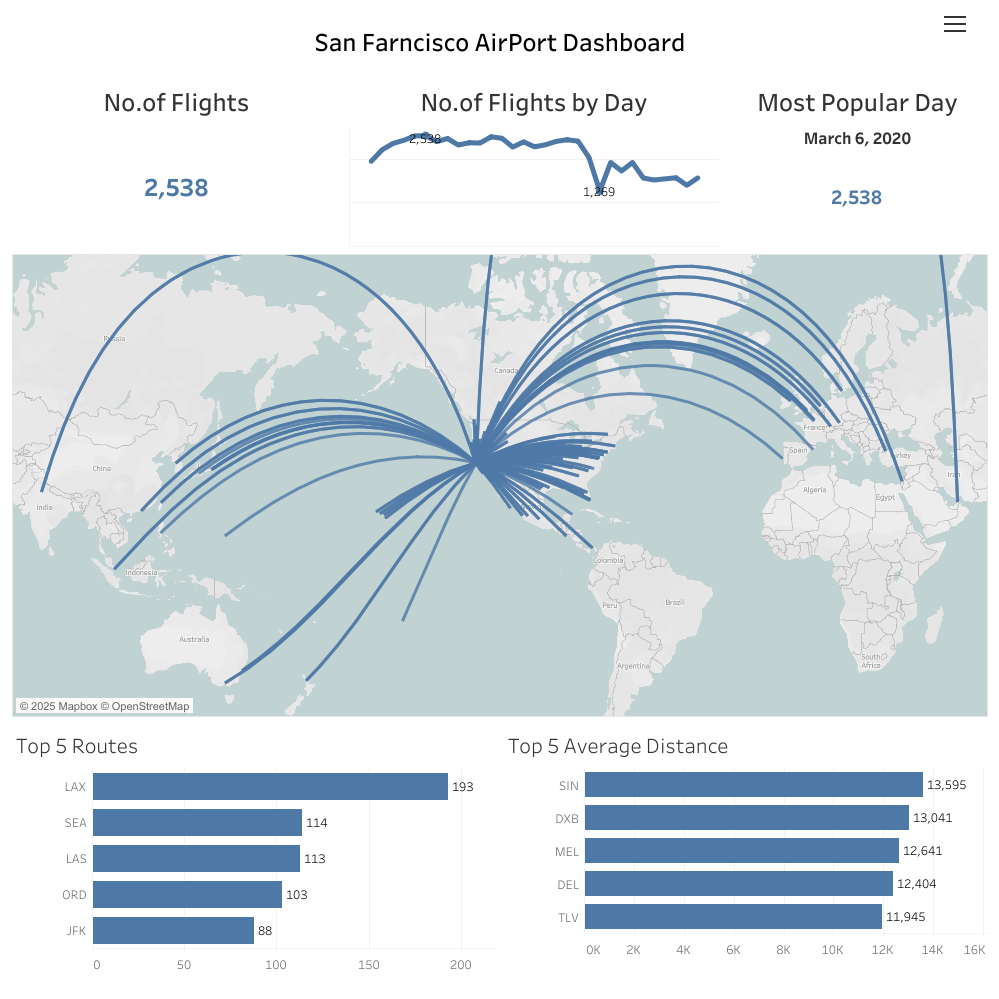 San Farncisco AirPort Dashboard
No.of Flights
No.of Flights by Day
Most Popular Day
March 6, 2020
2,538
1,269
2,538
2,538
Russia
Canada
China
India
Indonesia
Australia
France
Spain
Turkey
Iran
Algeria
Egypt
Colombia
Peru
Brazil
Argentina
South
Africa
© 2025 Mapbox © OpenStreetMap
Top 5 Routes
LAX 193
SEA 114
LAS 113
ORD 103
JFK 88
0 50 100 150 200
Top 5 Average Distance
SIN 13,595
DXB 13,041
MEL 12,641
DEL 12,404
TLV 11,945
0K 2K 4K 6K 8K 10K 12K 14K 16K